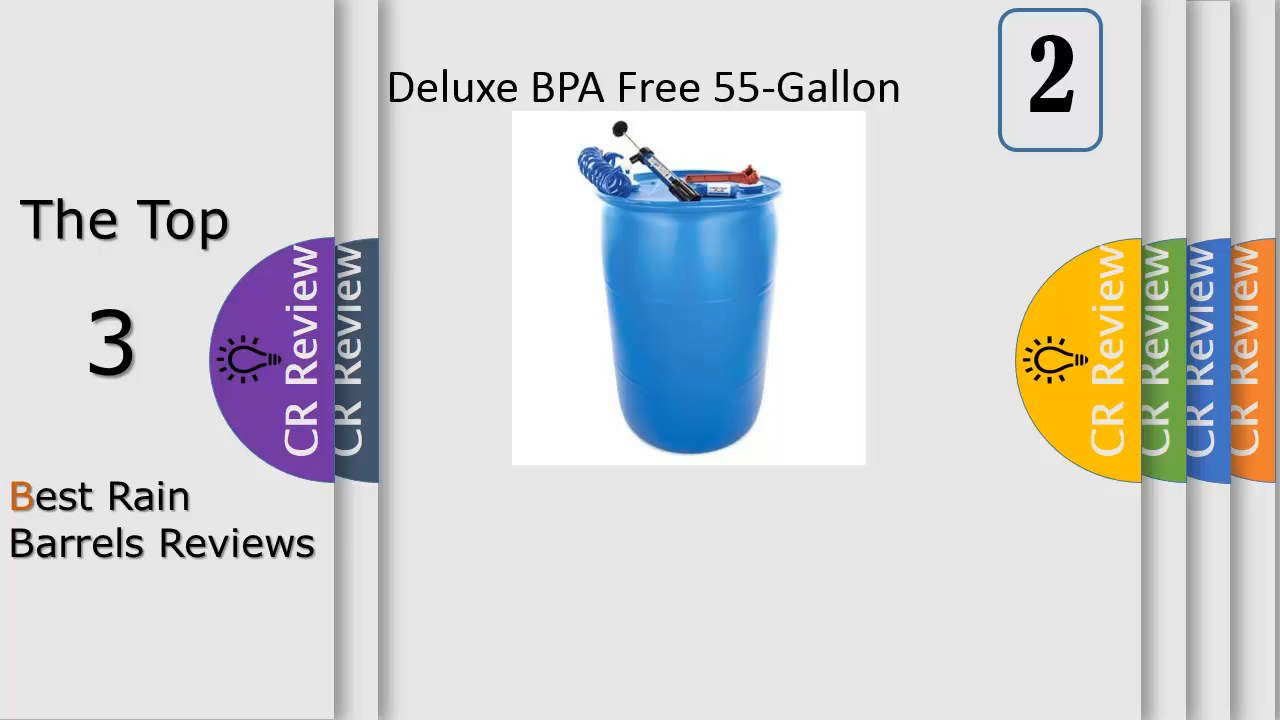 Deluxe BPA Free 55-Gallon
2
The Top
3
Best Rain
Barrels Reviews
CR Review
CR Review
CR Review
CR Review
CR Review
CR Review